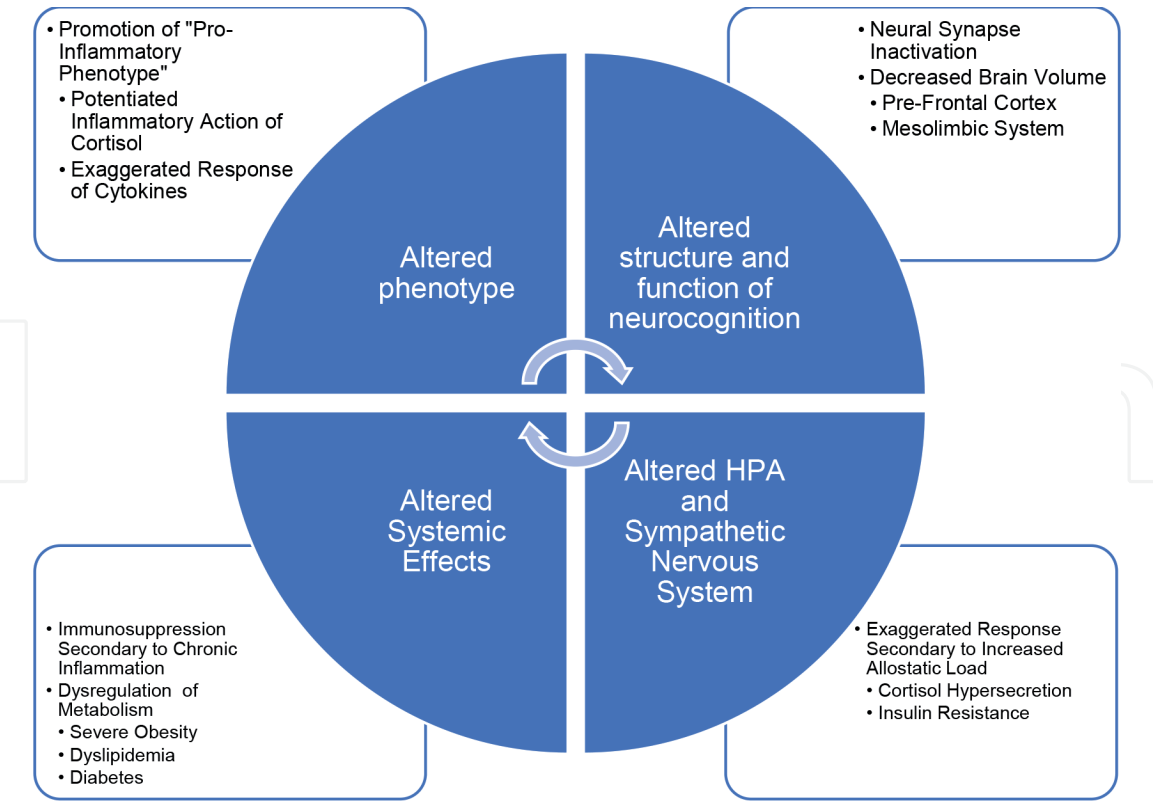 • Promotion of "Pro-
Inflammatory
Phenotype"
• Potentiated
Inflammatory Action of
Cortisol
• Exaggerated Response
of Cytokines
• Neural Synapse
Inactivation
• Decreased Brain Volume
• Pre-Frontal Cortex
• Mesolimbic System
Altered
phenotype
Altered
structure and
function of
neurocognition
Altered
Systemic
Effects
Altered HPA
and
Sympathetic
Nervous
System
• Immunosuppression
Secondary to Chronic
Inflammation
• Dysregulation of
Metabolism
• Severe Obesity
• Dyslipidemia
• Diabetes
• Exaggerated Response
Secondary to Increased
Allostatic Load
• Cortisol Hypersecretion
• Insulin Resistance